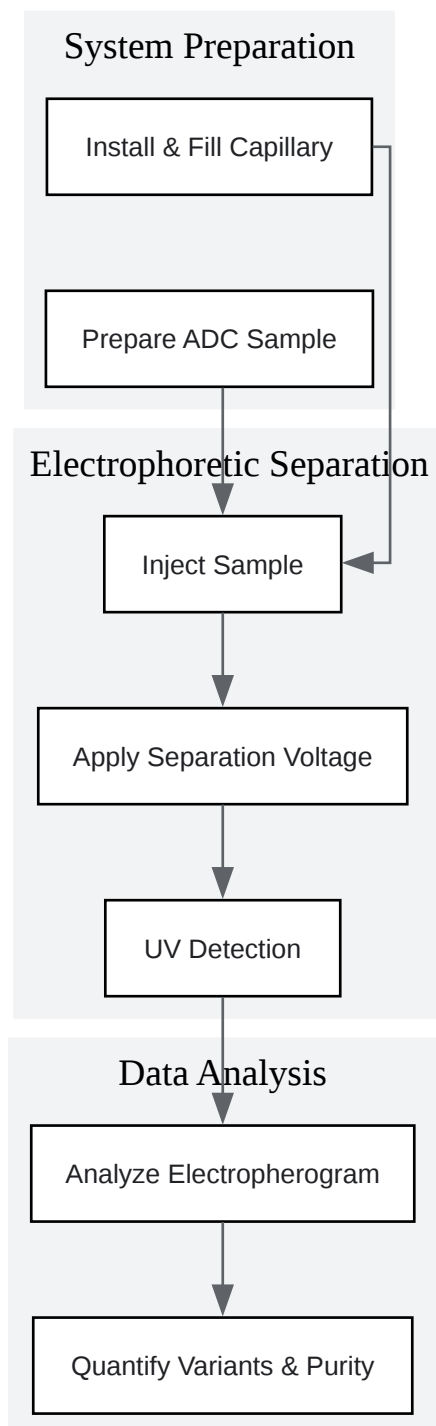 System Preparation
Install & Fill Capillary
Prepare ADC Sample
Electrophoretic Separation
Inject Sample
Apply Separation Voltage
UV Detection
Data Analysis
Analyze Electropherogram
Quantify Variants & Purity